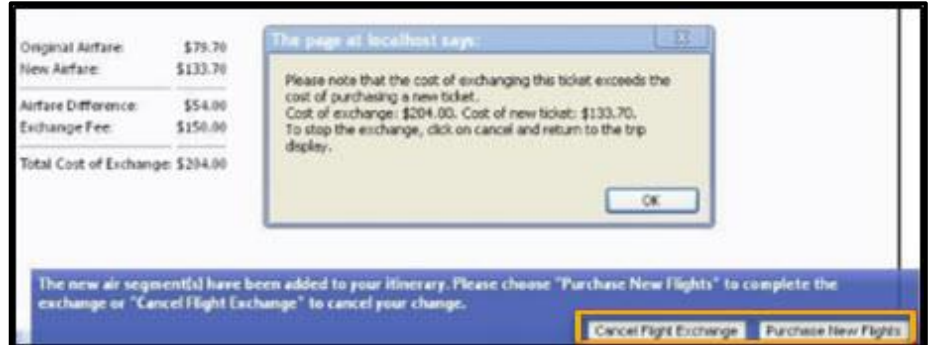 Original Airfare: $79.70
New Airfare: $133.70
Airfare Difference: $54.00
Exchange Fee: $150.00
Total Cost of Exchange: $204.00
The page at localhost says:
Please note that the cost of exchanging this ticket exceeds the
cost of purchasing a new ticket.
Cost of exchange: $204.00. Cost of new ticket: $133.70.
To stop the exchange, click on cancel and return to the trip
display.
OK
The new air segment(s) have been added to your itinerary. Please choose "Purchase New Flights" to complete the
exchange or "Cancel Flight Exchange" to cancel your change.
Cancel Flight Exchange Purchase New Flights